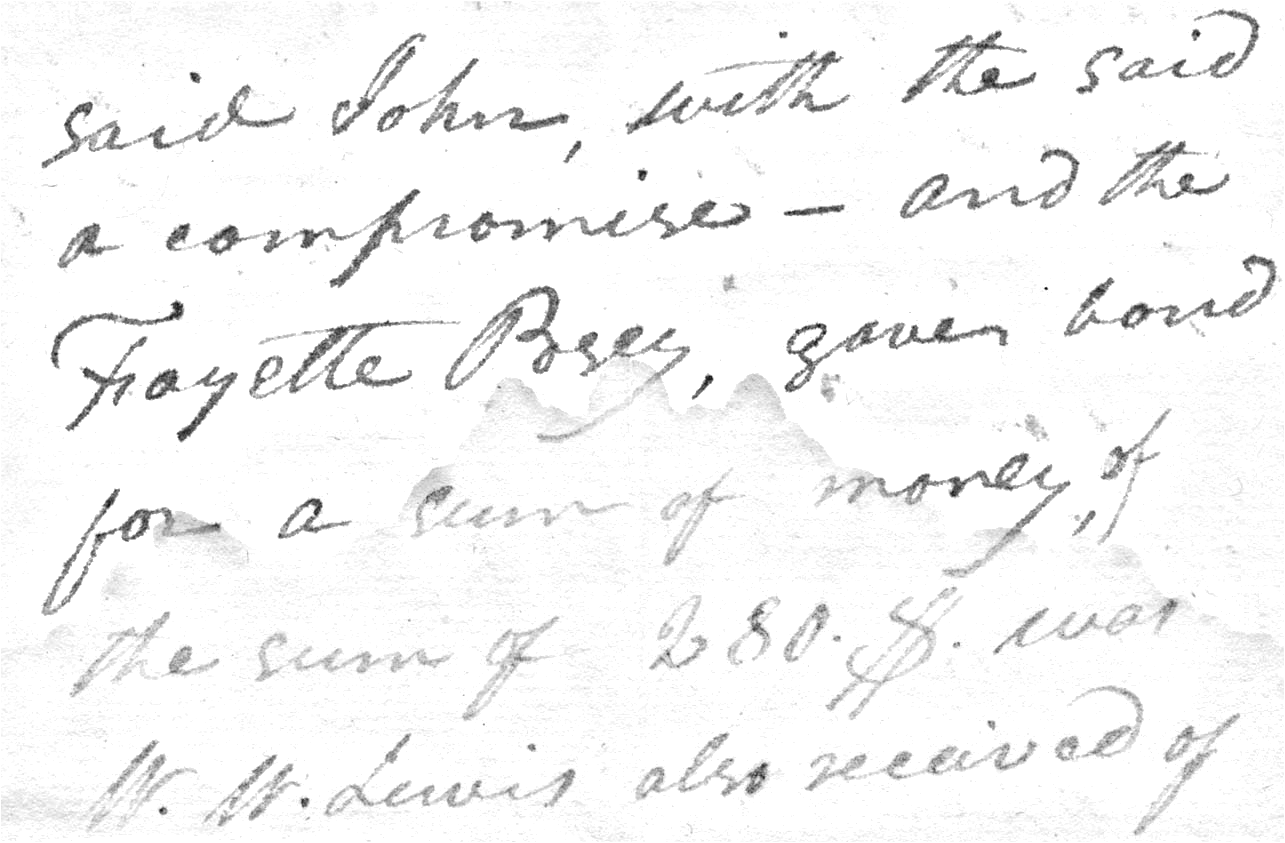 said John, with the said
a compromise — and the
Fayette Posey, gave bond
for a sum of money, of
the sum of 280.$. was
W. W. Lewis also received of